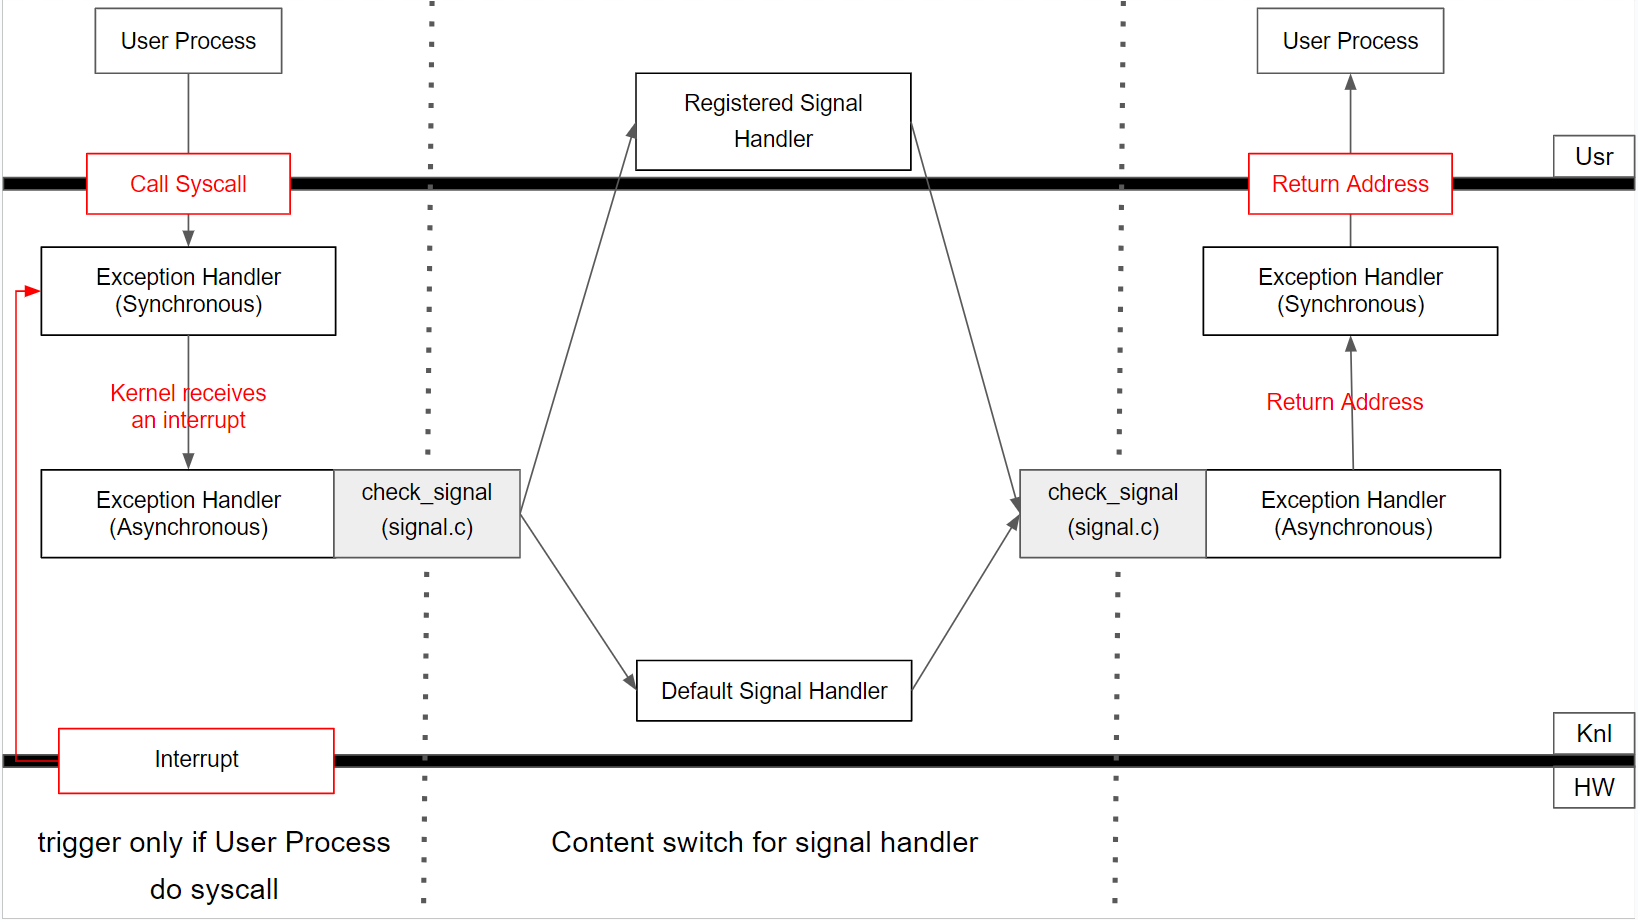 User Process
User Process
Registered Signal
Handler
Usr
Call Syscall
Return Address
Exception Handler
(Synchronous)
Exception Handler
(Synchronous)
Kernel receives
an interrupt
Return Address
Exception Handler
(Asynchronous)
check_signal
(signal.c)
check_signal
(signal.c)
Exception Handler
(Asynchronous)
Default Signal Handler
Knl
Interrupt
HW
trigger only if User Process
do syscall
Content switch for signal handler